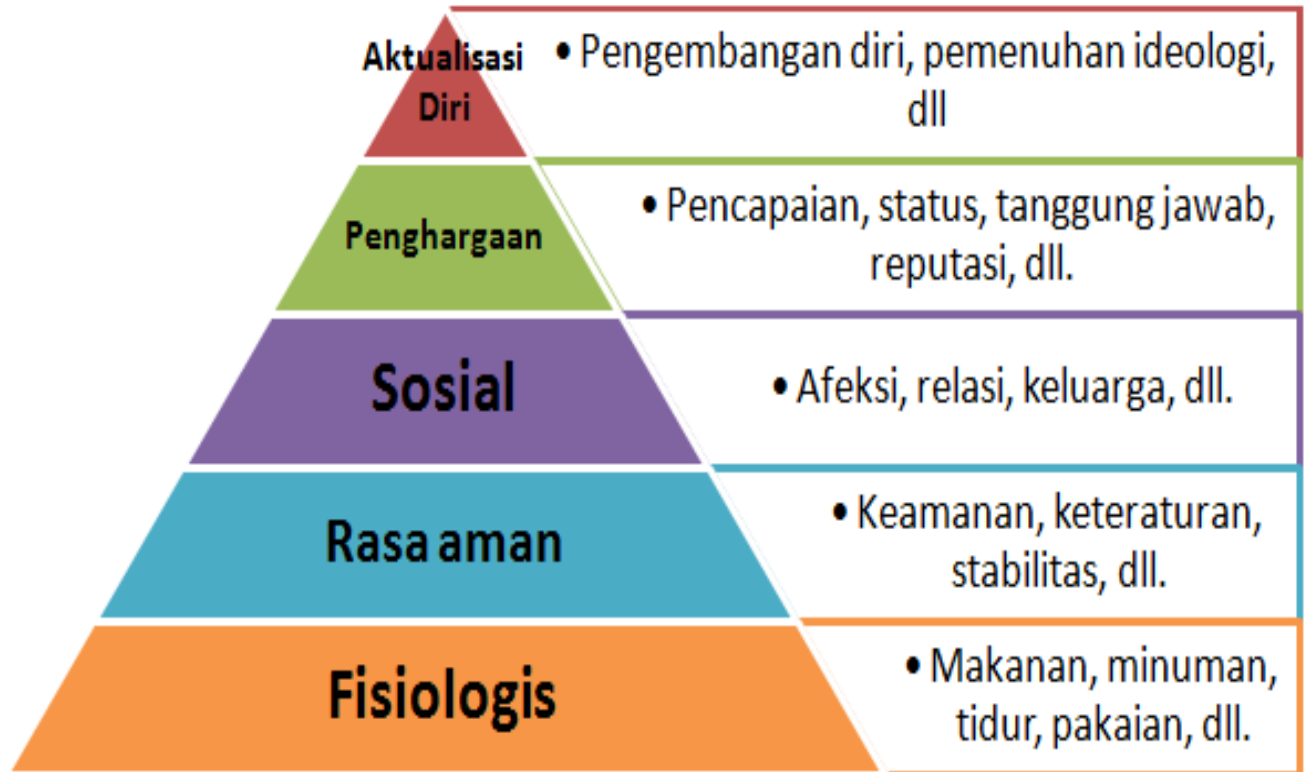 Aktualisasi
Diri
• Pengembangan diri, pemenuhan ideologi,
dll
Penghargaan
• Pencapaian, status, tanggung jawab,
reputasi, dll.
Sosial
• Afeksi, relasi, keluarga, dll.
Rasa aman
• Keamanan, keteraturan,
stabilitas, dll.
Fisiologis
• Makanan, minuman,
tidur, pakaian, dll.